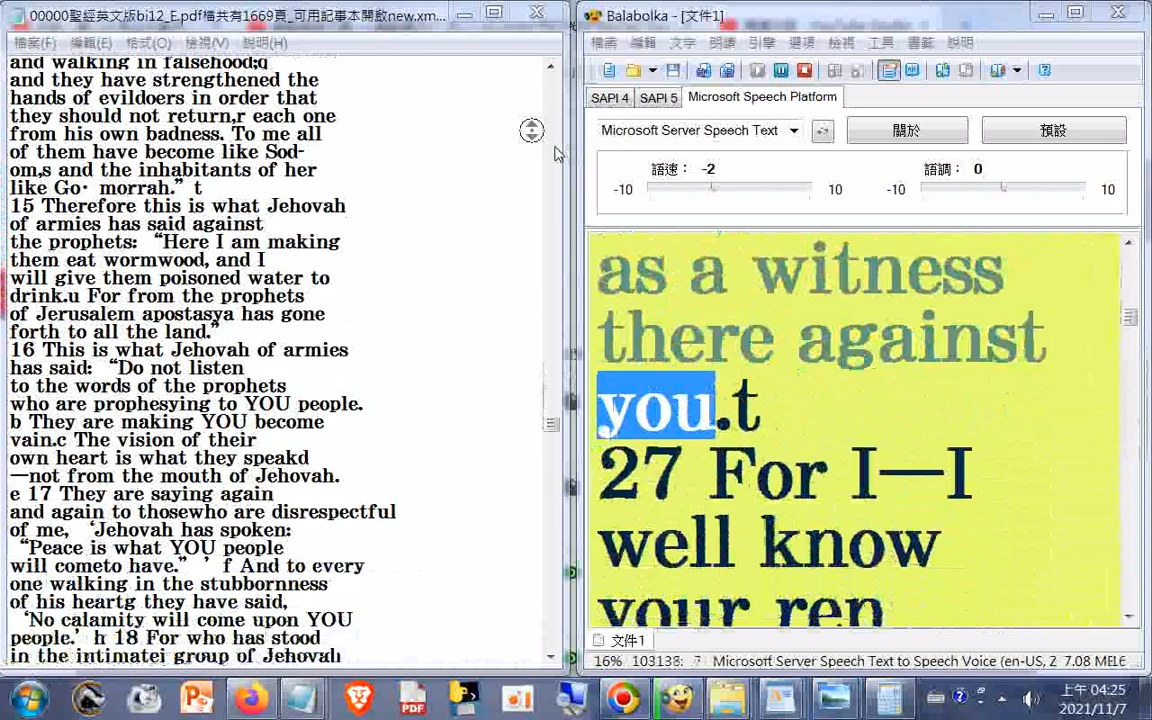 00000聖經英文版bi12_E.pdf檔共有1669頁_可用記事本開啟new.xm...
檔案(F) 編輯(E) 格式(O) 檢視(V) 說明(H)
and walking in falsehood;q
and they have strengthened the
hands of evildoers in order that
they should not return,r each one
from his own badness. To me all
of them have become like Sod-
om,s and the inhabitants of her
like Go· morrah.” t
15 Therefore this is what Jehovah
of armies has said against
the prophets: “Here I am making
them eat wormwood, and I
will give them poisoned water to
drink.u For from the prophets
of Jerusalem apostasya has gone
forth to all the land.”
16 This is what Jehovah of armies
has said: “Do not listen
to the words of the prophets
who are prophesying to YOU people.
b They are making YOU become
vain.c The vision of their
own heart is what they speakd
—not from the mouth of Jehovah.
e 17 They are saying again
and again to thosewho are disrespectful
of me, ‘Jehovah has spoken:
“Peace is what YOU people
will cometo have.” ’ f And to every
one walking in the stubbornness
of his heartg they have said,
‘No calamity will come upon YOU
people.’ h 18 For who has stood
in the intimatei group of Jehovah
Balabolka - [文件1]
檔案 編輯 文字 朗讀 引擎 選項 檢視 工具 書籤 說明
SAPI 4 SAPI 5 Microsoft Speech Platform
Microsoft Server Speech Text 關於 預設
語速： -2 語調： 0
-10 10 -10 10
as a witness
there against
you.t
27 For I—I
well know
your reb
文件1
16% 103138: 7 Microsoft Server Speech Text to Speech Voice (en-US, Z 7.08 MB
上午 04:25
2021/11/7